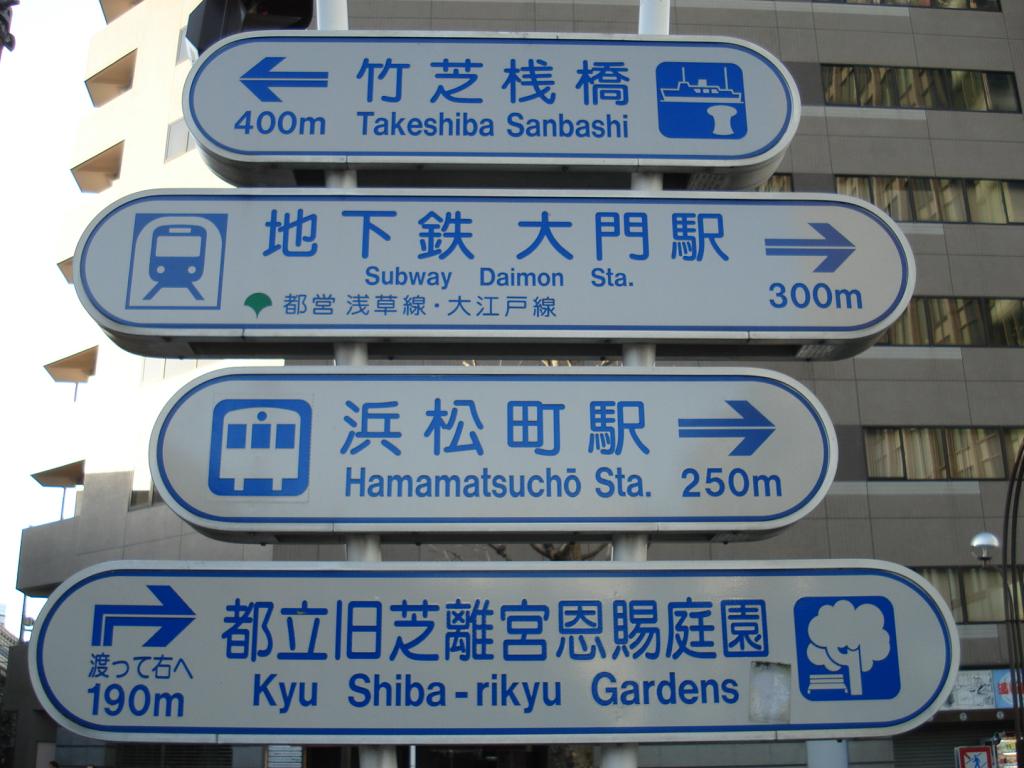 竹芝桟橋
400m Takeshiba Sanbashi
地下鉄 大門駅
Subway Daimon Sta.
都営 浅草線・大江戸線
300m
浜松町駅
Hamamatsuchō Sta. 250m
都立旧芝離宮恩賜庭園
渡って右へ
190m
Kyu Shiba-rikyu Gardens